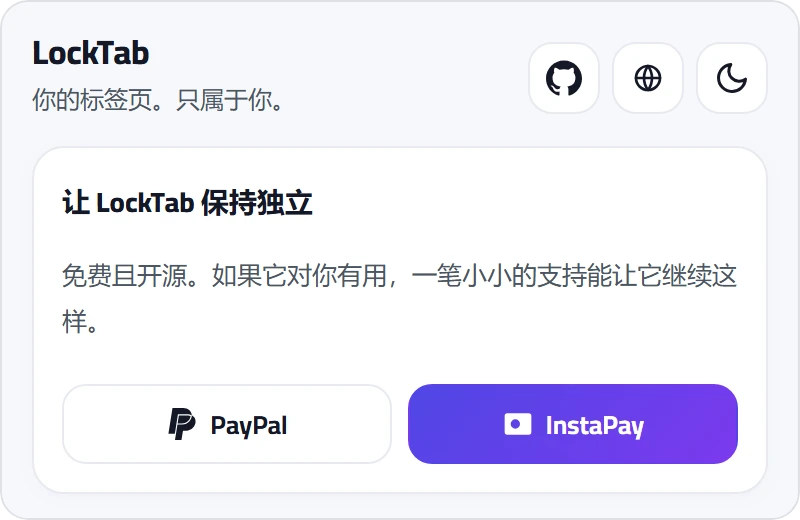 LockTab
你的标签页。只属于你。
让 LockTab 保持独立
免费且开源。如果它对你有用，一笔小小的支持能让它继续这
样。
PayPal
InstaPay